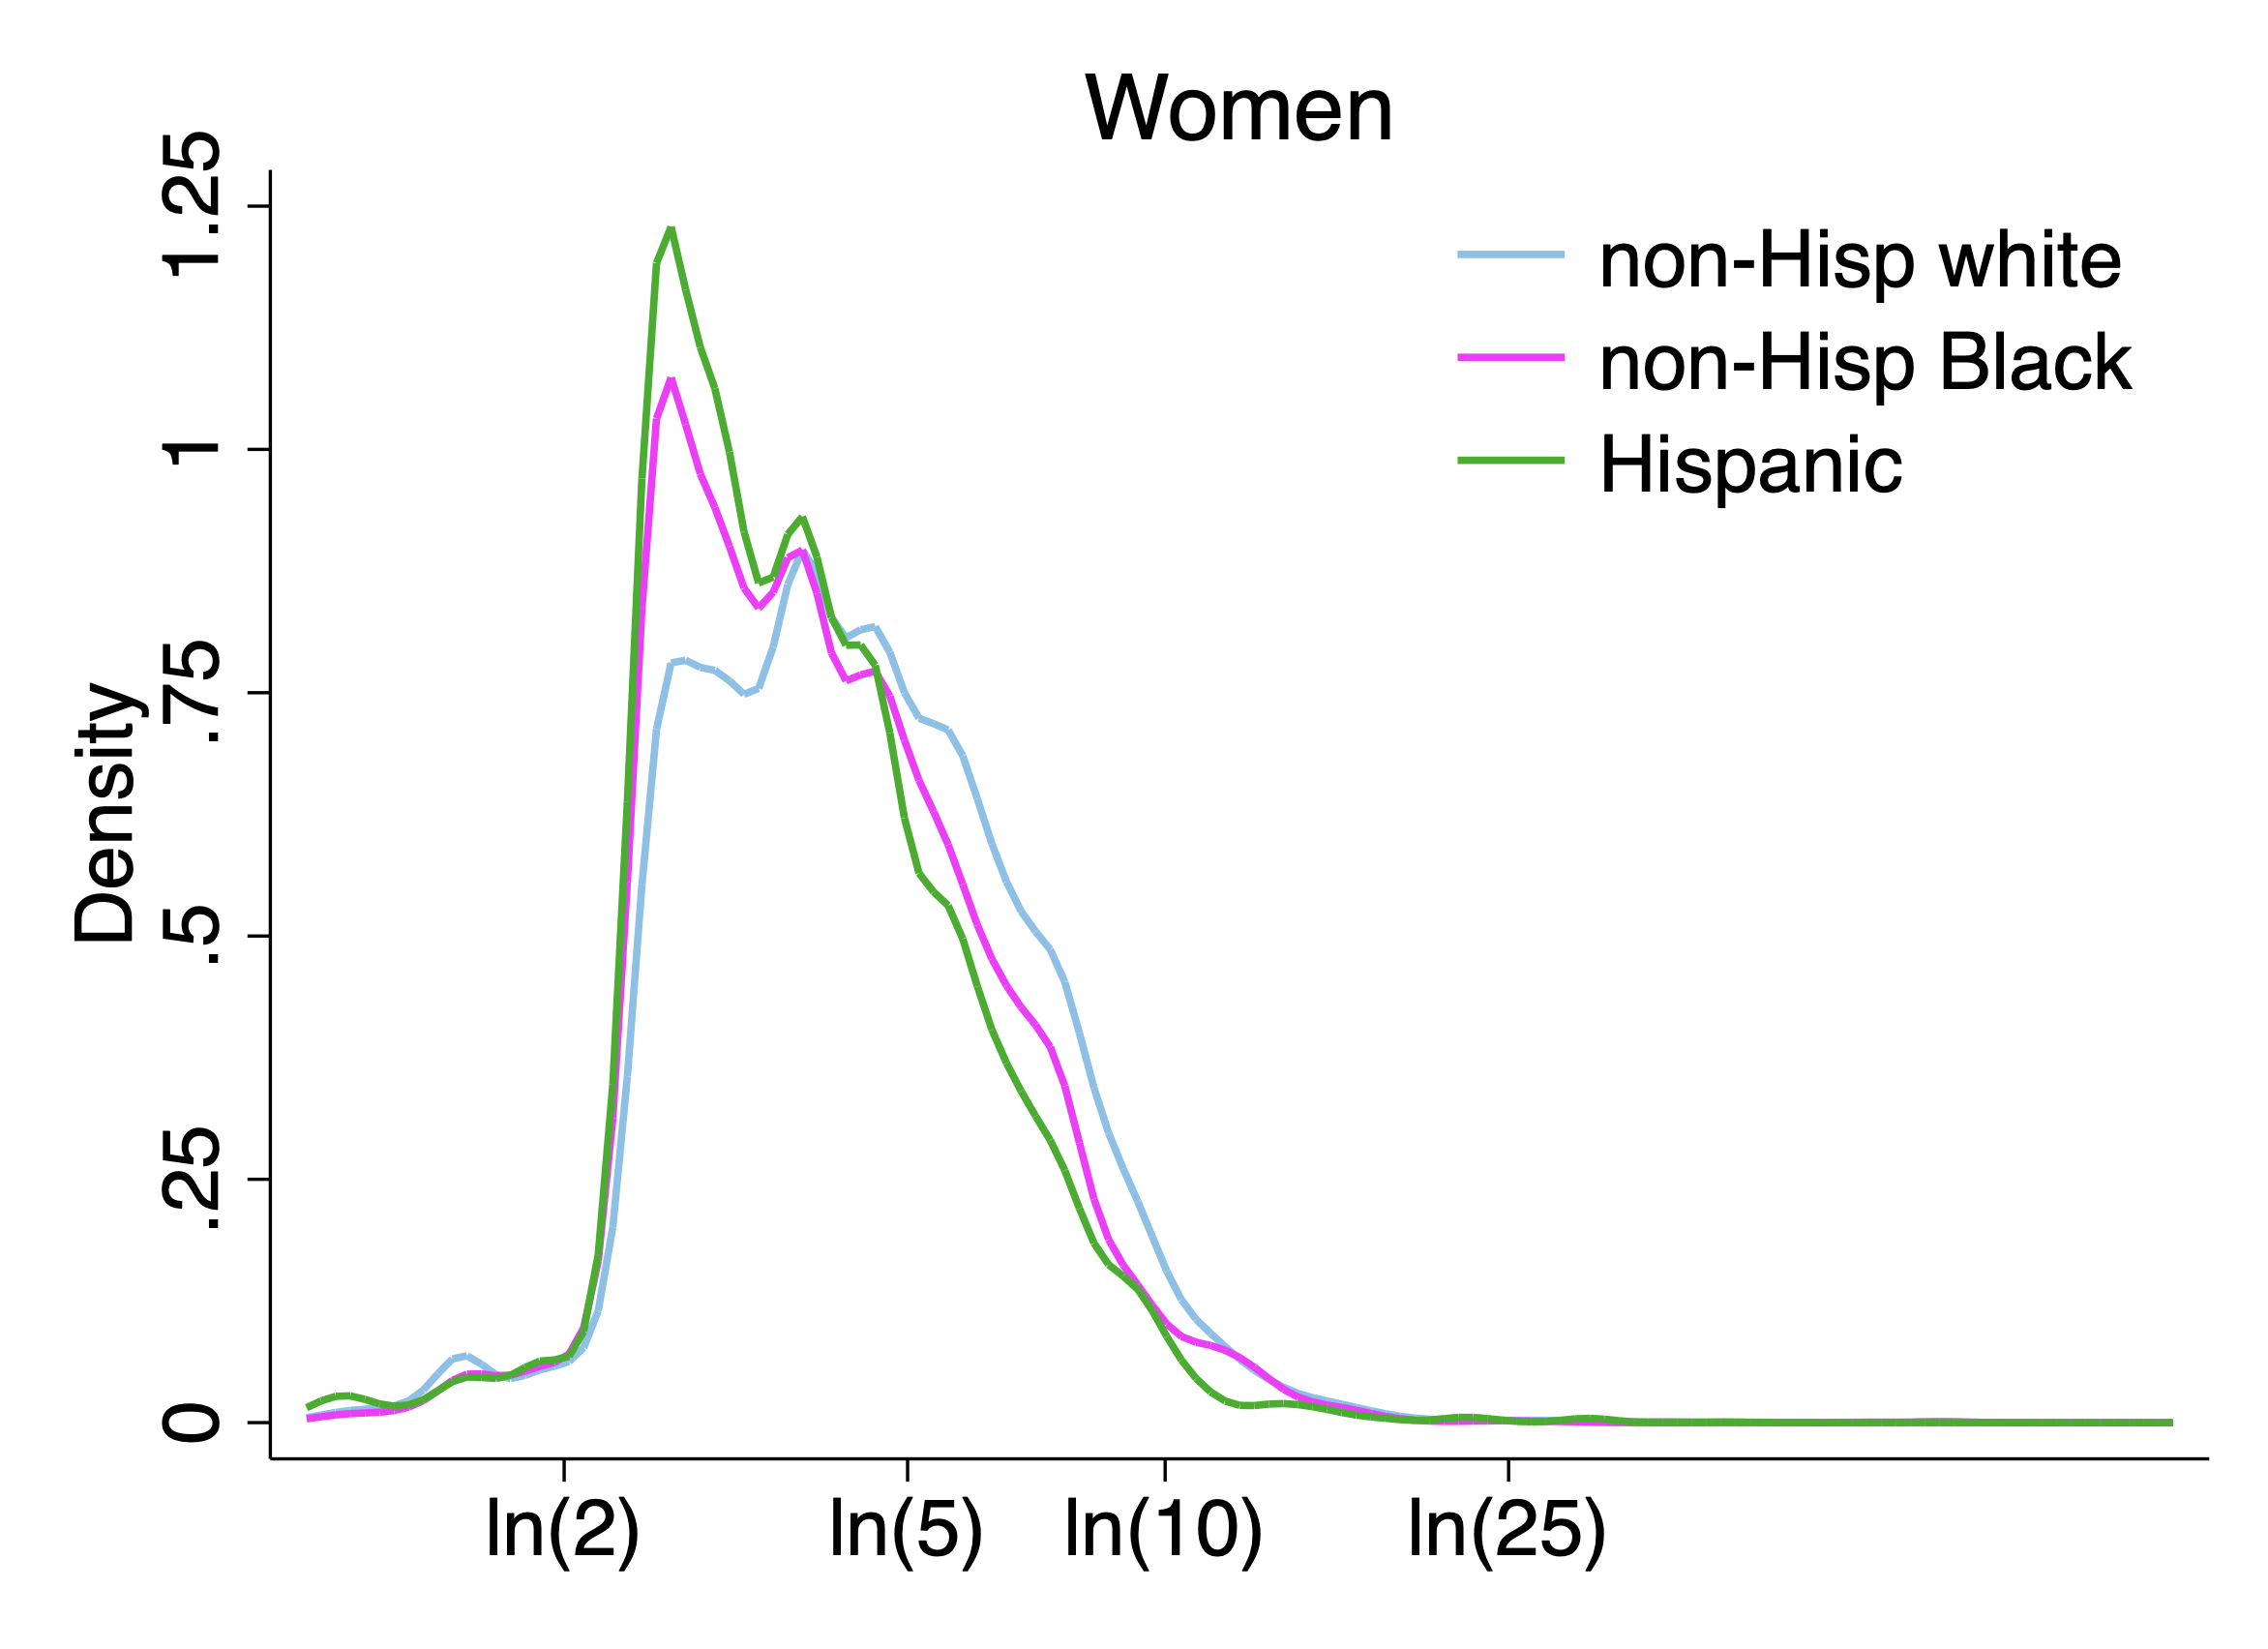 Women
non-Hisp white
non-Hisp Black
Hispanic
Density
1.25
1
.75
.5
.25
0
ln(2) ln(5) ln(10) ln(25)